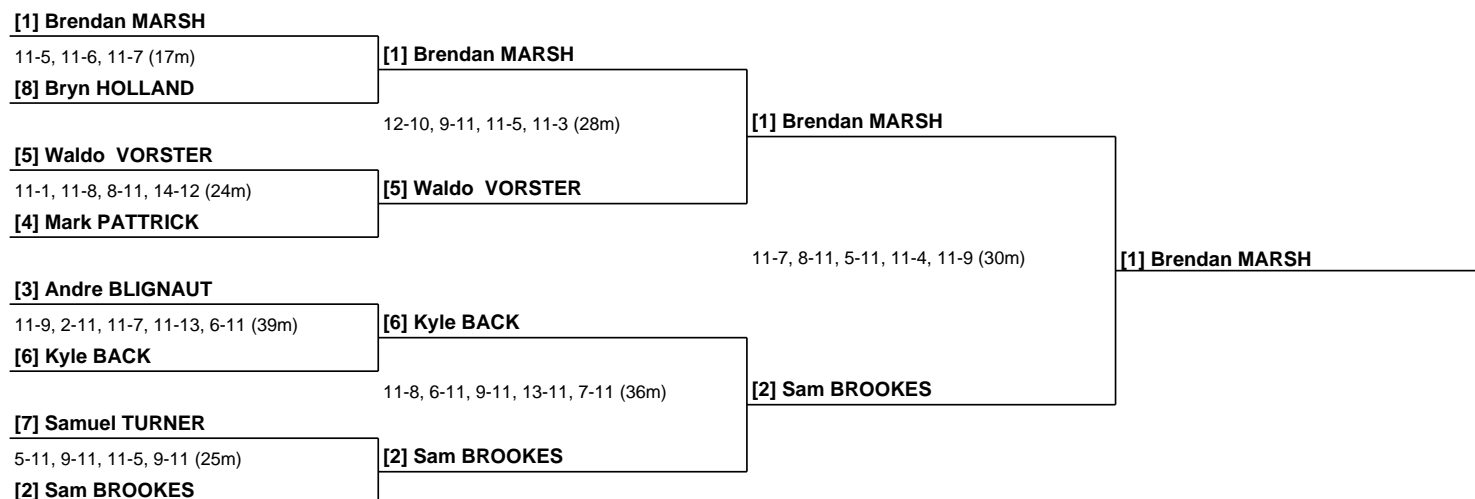 [1] Brendan MARSH
11-5, 11-6, 11-7 (17m)
[8] Bryn HOLLAND
[5] Waldo  VORSTER
11-1, 11-8, 8-11, 14-12 (24m)
[4] Mark PATTRICK
[3] Andre BLIGNAUT
11-9, 2-11, 11-7, 11-13, 6-11 (39m)
[6] Kyle BACK
[7] Samuel TURNER
5-11, 9-11, 11-5, 9-11 (25m)
[2] Sam BROOKES
[1] Brendan MARSH
12-10, 9-11, 11-5, 11-3 (28m)
[5] Waldo  VORSTER
[6] Kyle BACK
11-8, 6-11, 9-11, 13-11, 7-11 (36m)
[2] Sam BROOKES
[1] Brendan MARSH
11-7, 8-11, 5-11, 11-4, 11-9 (30m)
[2] Sam BROOKES
[1] Brendan MARSH